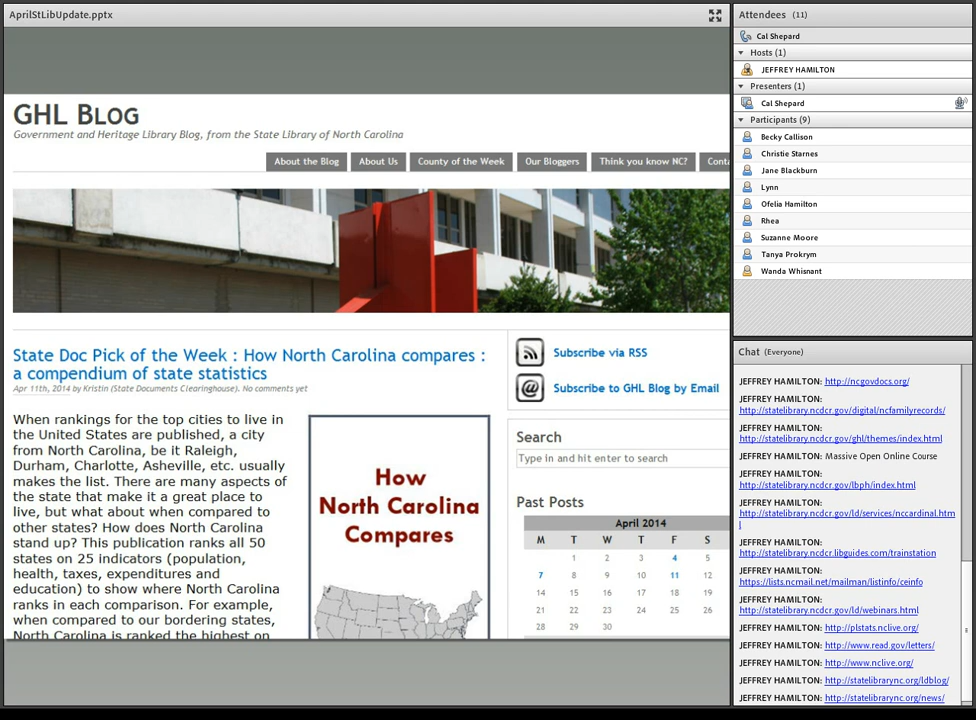 AprilStLibUpdate.pptx
GHL Blog
Government and Heritage Library Blog, from the State Library of North Carolina
About the Blog
About Us
County of the Week
Our Bloggers
Think you know NC?
Conta
State Doc Pick of the Week : How North Carolina compares :
a compendium of state statistics
Apr 11th, 2014 by Kristin (State Documents Clearinghouse). No comments yet
When rankings for the top cities to live in
the United States are published, a city
from North Carolina, be it Raleigh,
Durham, Charlotte, Asheville, etc. usually
makes the list. There are many aspects of
the state that make it a great place to
live, but what about when compared to
other states? How does North Carolina
stand up? This publication ranks all 50
states on 25 indicators (population,
health, taxes, expenditures and
education) to show where North Carolina
ranks in each comparison. For example,
when compared to our bordering states,
North Carolina is ranked the highest on
How
North Carolina
Compares
Subscribe via RSS
@
Subscribe to GHL Blog by Email
Search
Type in and hit enter to search
Past Posts
April 2014
M T W T F S
1 2 3 4 5
7 8 9 10 11 12
14 15 16 17 18 19
21 22 23 24 25 26
28 29 30
Attendees (11)
Cal Shepard
Hosts (1)
JEFFREY HAMILTON
Presenters (1)
Cal Shepard
Participants (9)
Becky Callison
Christie Starnes
Jane Blackburn
Lynn
Ofelia Hamilton
Rhea
Suzanne Moore
Tanya Prokrym
Wanda Whisnant
Chat (Everyone)
JEFFREY HAMILTON: http://ncgovdocs.org/
JEFFREY HAMILTON:
http://statelibrary.ncdcr.gov/digital/ncfamilyrecords/
JEFFREY HAMILTON:
http://statelibrary.ncdcr.gov/ghl/themes/index.html
JEFFREY HAMILTON: Massive Open Online Course
JEFFREY HAMILTON:
http://statelibrary.ncdcr.gov/lbph/index.html
JEFFREY HAMILTON:
http://statelibrary.ncdcr.gov/ld/services/nccardinal.htm
l
JEFFREY HAMILTON:
http://statelibrary.ncdcr.libguides.com/trainstation
JEFFREY HAMILTON:
https://lists.ncmail.net/mailman/listinfo/ceinfo
JEFFREY HAMILTON:
http://statelibrary.ncdcr.gov/ld/webinars.html
JEFFREY HAMILTON: http://plstats.nclive.org/
JEFFREY HAMILTON: http://www.read.gov/letters/
JEFFREY HAMILTON: http://www.nclive.org/
JEFFREY HAMILTON: http://statelibrarync.org/ldblog/
JEFFREY HAMILTON: http://statelibrarync.org/news/